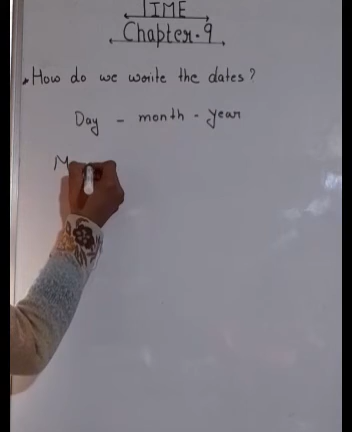 TIME
Chapter. 9
How do we write the dates?
Day - month - year
M